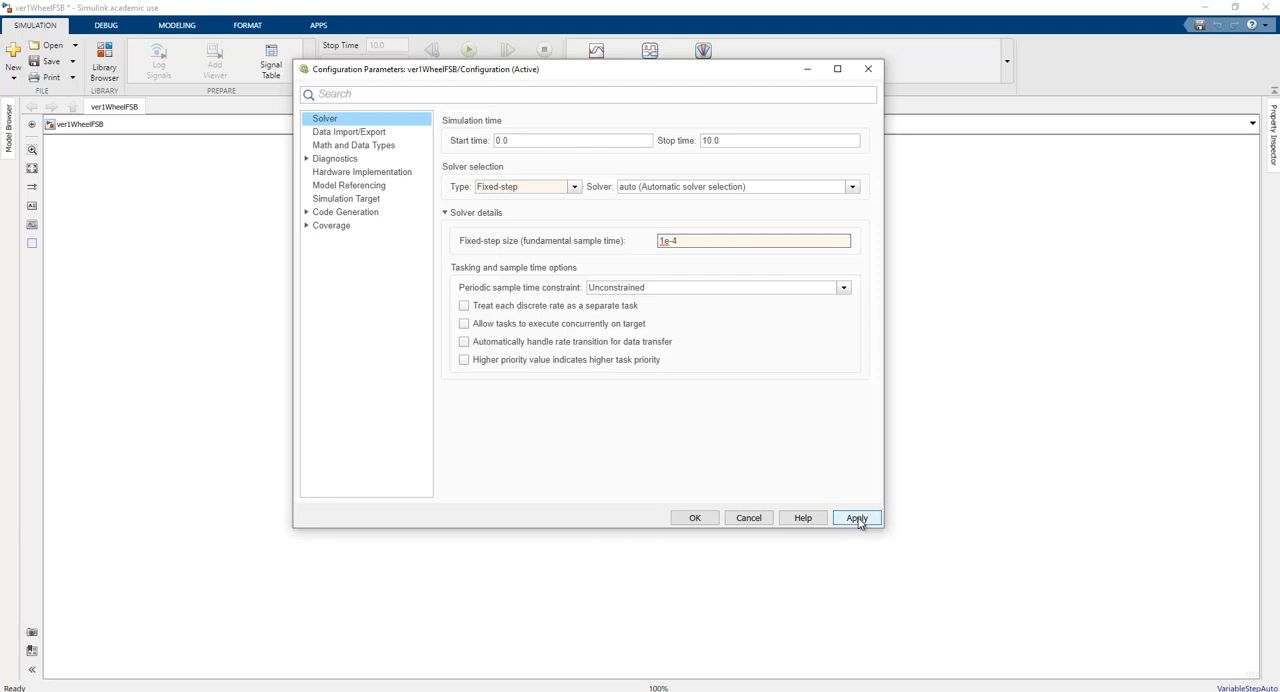 ver1WheelFSB * - Simulink academic use
SIMULATION DEBUG MODELING FORMAT APPS
New
Open
Save
Print
FILE
Library Browser
LIBRARY
Log Signals
Add Viewer
Signal Table
PREPARE
Stop Time 10.0
ver1WheelFSB
ver1WheelFSB
Model Browser
Property Inspector
Configuration Parameters: ver1WheelFSB/Configuration (Active)
Search
Solver
Data Import/Export
Math and Data Types
Diagnostics
Hardware Implementation
Model Referencing
Simulation Target
Code Generation
Coverage
Simulation time
Start time: 0.0 Stop time: 10.0
Solver selection
Type: Fixed-step Solver: auto (Automatic solver selection)
Solver details
Fixed-step size (fundamental sample time): 1e-4
Tasking and sample time options
Periodic sample time constraint: Unconstrained
Treat each discrete rate as a separate task
Allow tasks to execute concurrently on target
Automatically handle rate transition for data transfer
Higher priority value indicates higher task priority
OK Cancel Help Apply
Ready 100% VariableStepAuto